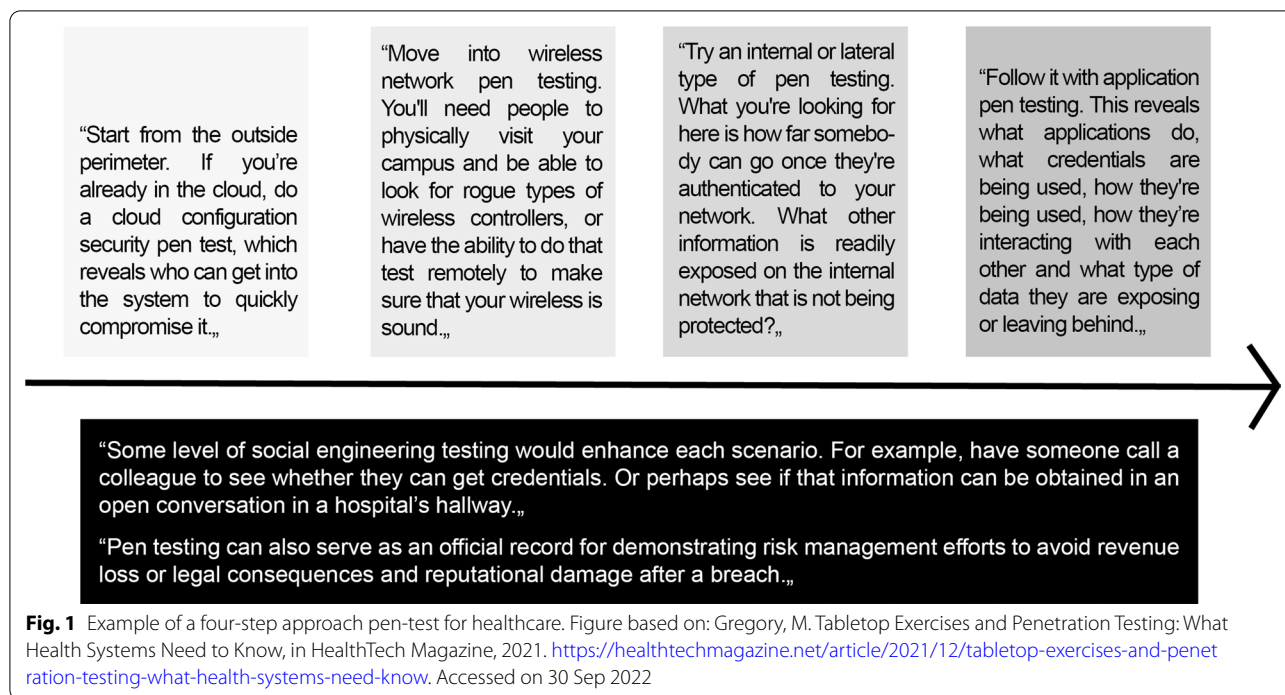 “Start from the outside
perimeter. If you’re
already in the cloud, do
a cloud configuration
security pen test, which
reveals who can get into
the system to quickly
compromise it.„
“Move into wireless
network pen testing.
You'll need people to
physically visit your
campus and be able to
look for rogue types of
wireless controllers, or
have the ability to do that
test remotely to make
sure that your wireless is
sound.„
“Try an internal or lateral
type of pen testing.
What you're looking for
here is how far somebo-
dy can go once they're
authenticated to your
network. What other
information is readily
exposed on the internal
network that is not being
protected?„
“Follow it with application
pen testing. This reveals
what applications do,
what credentials are
being used, how they're
being used, how they’re
interacting with each
other and what type of
data they are exposing
or leaving behind.„
“Some level of social engineering testing would enhance each scenario. For example, have someone call a
colleague to see whether they can get credentials. Or perhaps see if that information can be obtained in an
open conversation in a hospital’s hallway.„
“Pen testing can also serve as an official record for demonstrating risk management efforts to avoid revenue
loss or legal consequences and reputational damage after a breach.„
Fig. 1 Example of a four-step approach pen-test for healthcare. Figure based on: Gregory, M. Tabletop Exercises and Penetration Testing: What
Health Systems Need to Know, in HealthTech Magazine, 2021. https://healthtechmagazine.net/article/2021/12/tabletop-exercises-and-penet
ration-testing-what-health-systems-need-know. Accessed on 30 Sep 2022